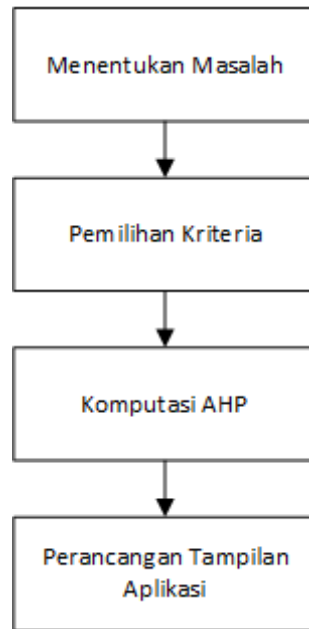 Menentukan Masalah
Pemilihan Kriteria
Komputasi AHP
Perancangan Tampilan
Aplikasi